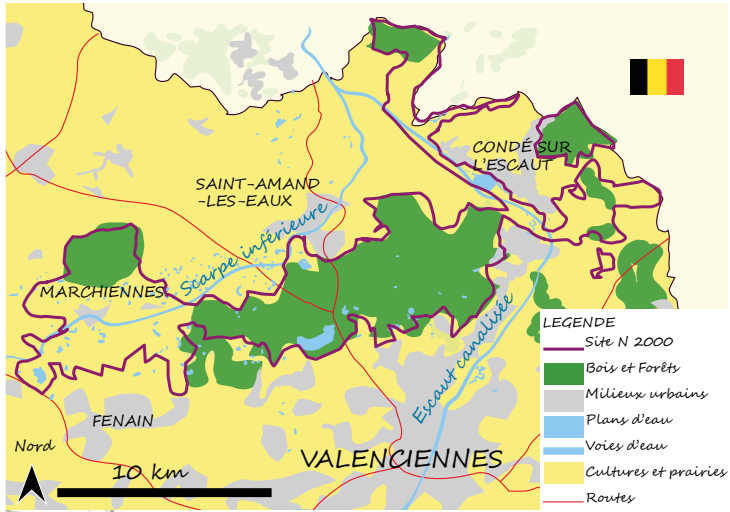 CONDÉ SUR
L'ESCAUT
SAINT-AMAND
-LES-EAUX
Scarpe inférieure
MARCHIENNES
Escaut canalisée
FENAIN
Nord
VALENCIENNES
10 km
LEGENDE
Site N 2000
Bois et Forêts
Milieux urbains
Plans d'eau
Voies d'eau
Cultures et prairies
Routes